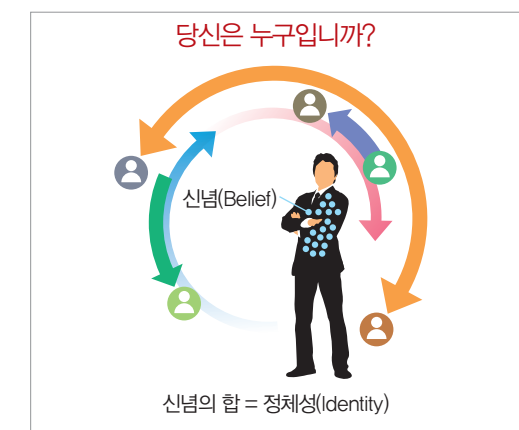 당신은 누구입니까?
신념(Belief)
신념의 합 = 정체성(Identity)